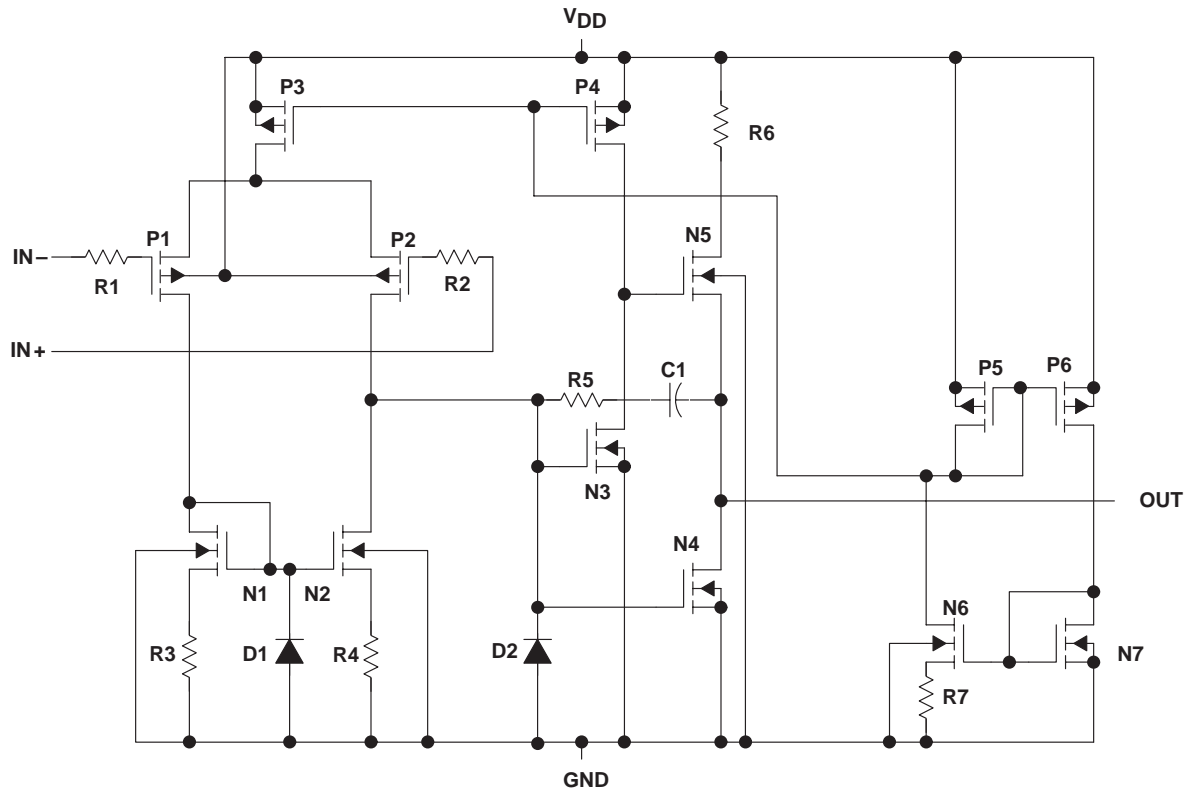 VDD
P3
P4
R6
P1
P2
N5
IN−
R1
R2
IN+
R5
C1
P5
P6
N3
OUT
N4
N1
N2
N6
R3
D1
R4
D2
N7
R7
GND